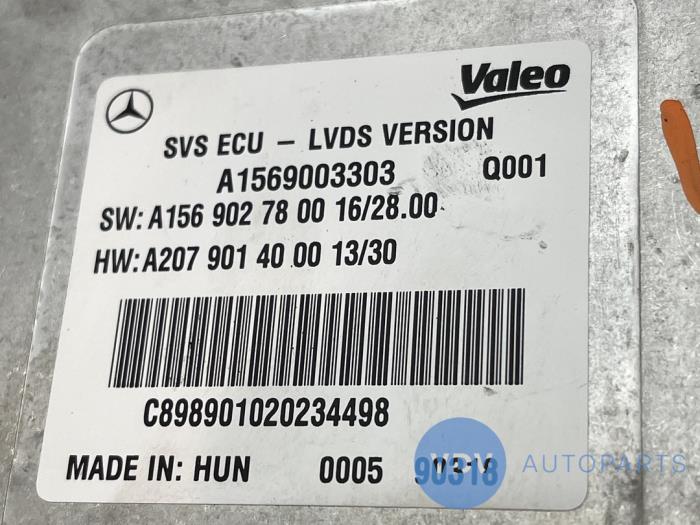 Valeo
SVS ECU - LVDS VERSION
A1569003303 Q001
SW: A156 902 78 00 16/28.00
HW: A207 901 40 00 13/30
C898901020234498
MADE IN: HUN 0005 90318
VDV AUTOPARTS